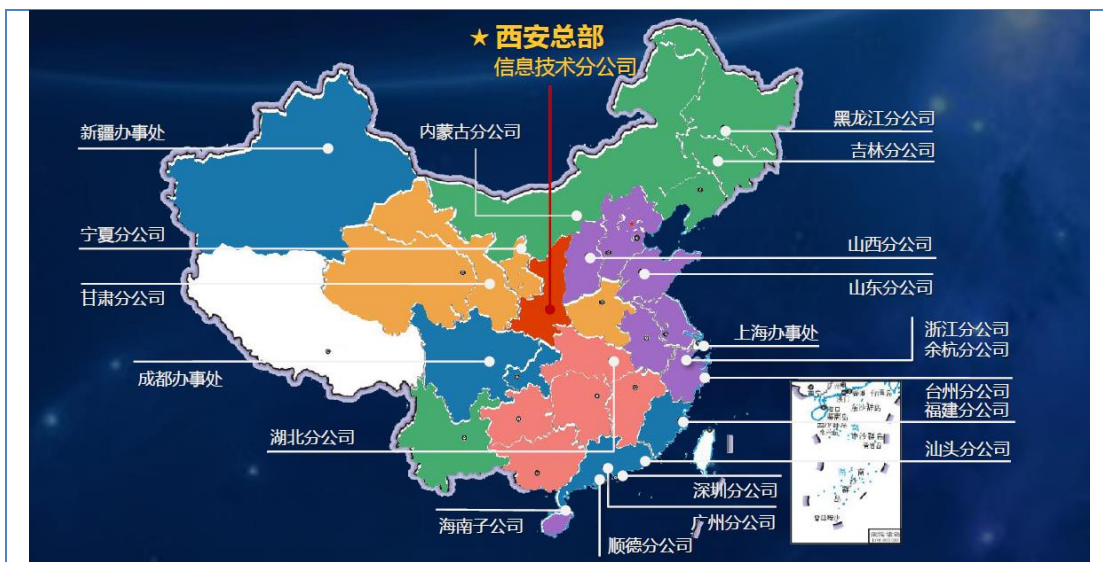 ★ 西安总部
信息技术分公司
新疆办事处
内蒙古分公司
黑龙江分公司
吉林分公司
宁夏分公司
山西分公司
甘肃分公司
山东分公司
上海办事处
浙江分公司
余杭分公司
成都办事处
台州分公司
福建分公司
湖北分公司
汕头分公司
深圳分公司
海南子公司
广州分公司
顺德分公司